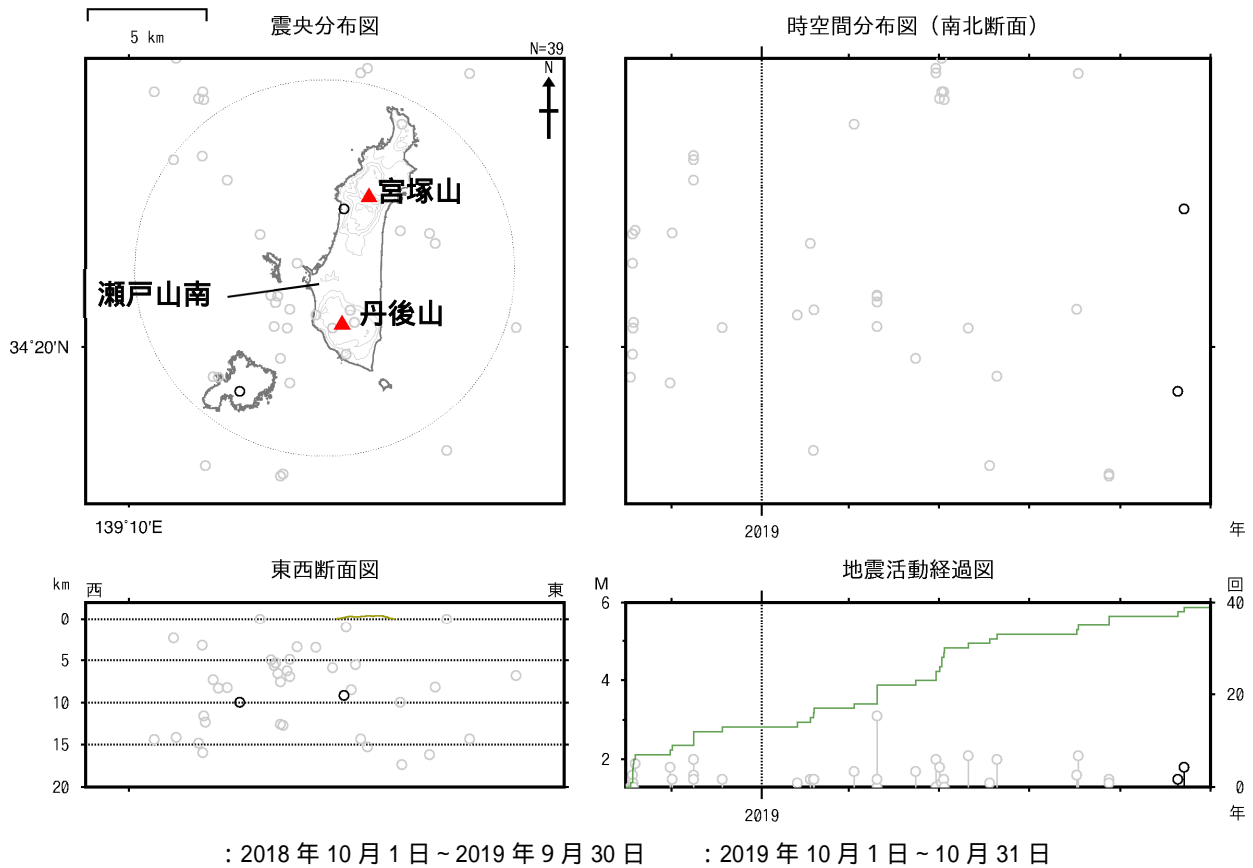 震央分布図
5 km
N=39
N
宮塚山
瀬戸山南
丹後山
34°20'N
139°10'E
時空間分布図（南北断面）
2019
年
東西断面図
km
西
東
0
5
10
15
20
地震活動経過図
M
回
6
4
2
40
20
0
2019
年
：2018 年 10 月 1 日 ~ 2019 年 9 月 30 日
：2019 年 10 月 1 日 ~ 10 月 31 日